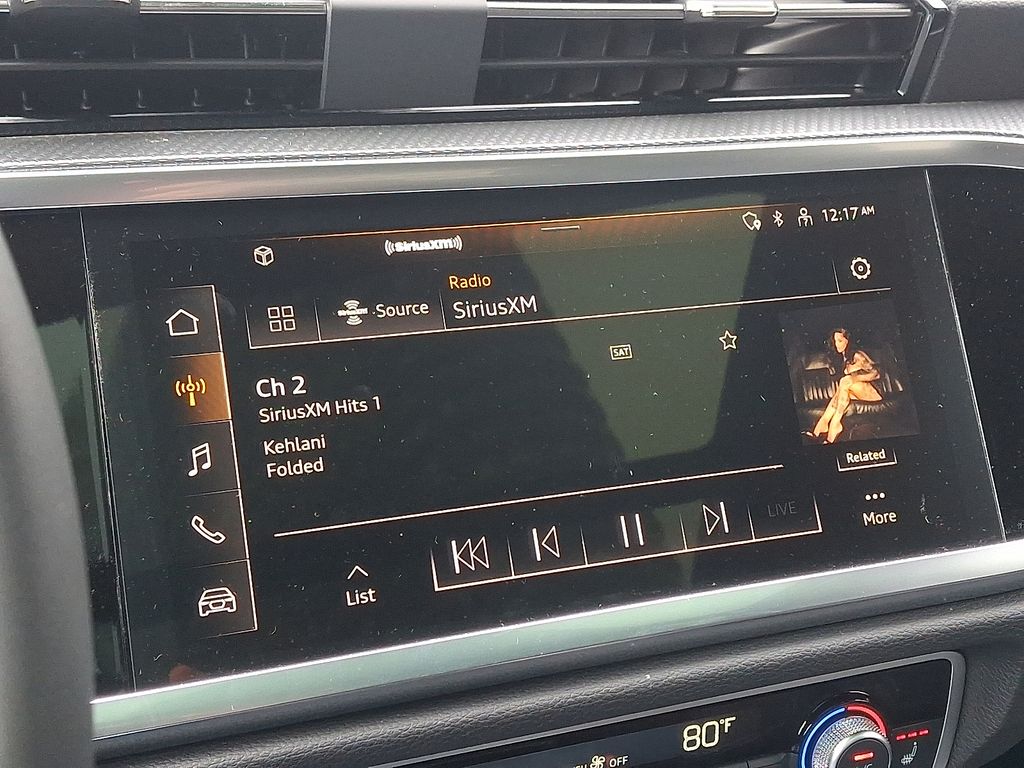 ((SiriusXM))
12:17 AM
Radio
Source
SiriusXM
SAT
Ch 2
SiriusXM Hits 1
Kehlani
Folded
Related
LIVE
More
List
80°F
OFF